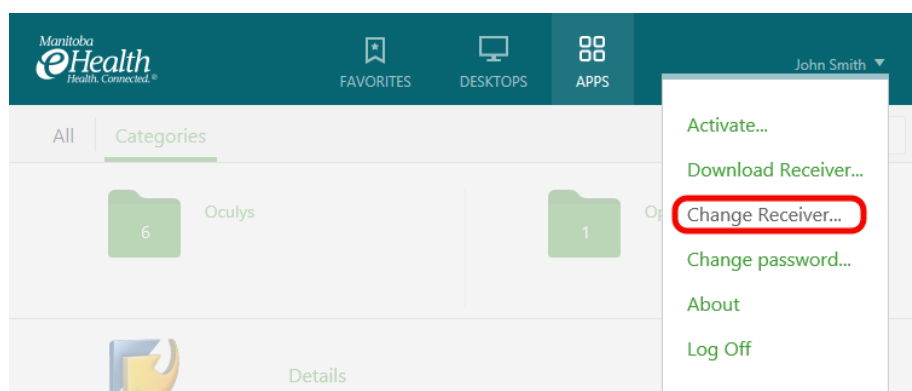 Manitoba
eHealth
Health. Connected.®
FAVORITES
DESKTOPS
APPS
John Smith
All
Categories
Activate...
Download Receiver...
Change Receiver...
Change password...
About
Log Off
6
Oculys
1
Op
Details